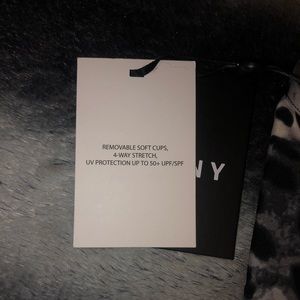 REMOVABLE SOFT CUPS,
4-WAY STRETCH,
UV PROTECTION UP TO 50+ UPF/SPF
NY